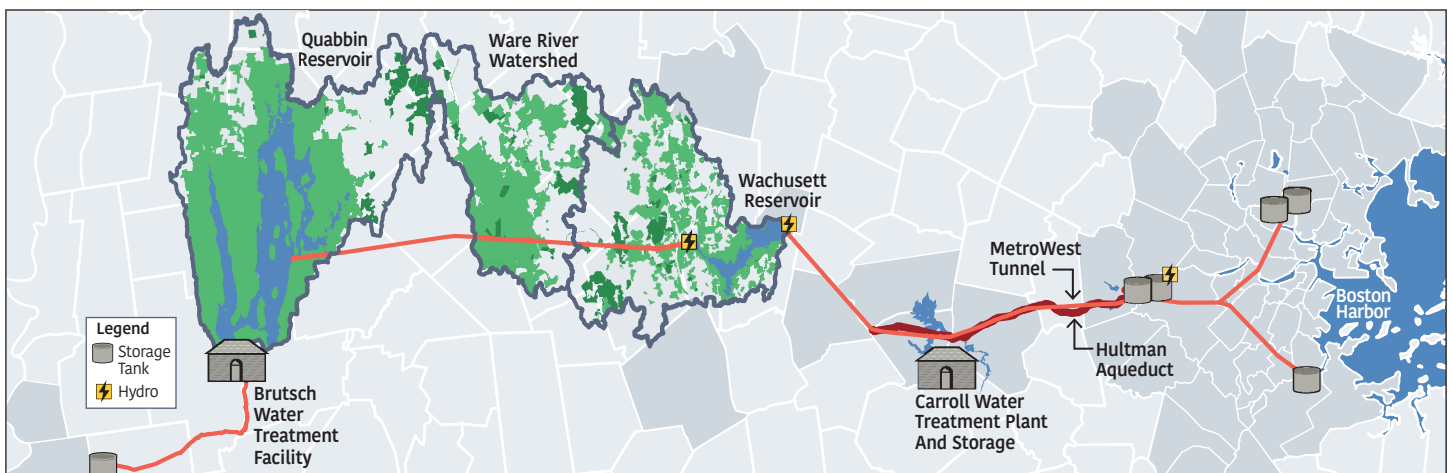 Quabbin
Reservoir
Ware River
Watershed
Wachusett
Reservoir
MetroWest
Tunnel
Boston
Harbor
Hultman
Aqueduct
Legend
Storage
Tank
Hydro
Brutsch
Water
Treatment
Facility
Carroll Water
Treatment Plant
And Storage